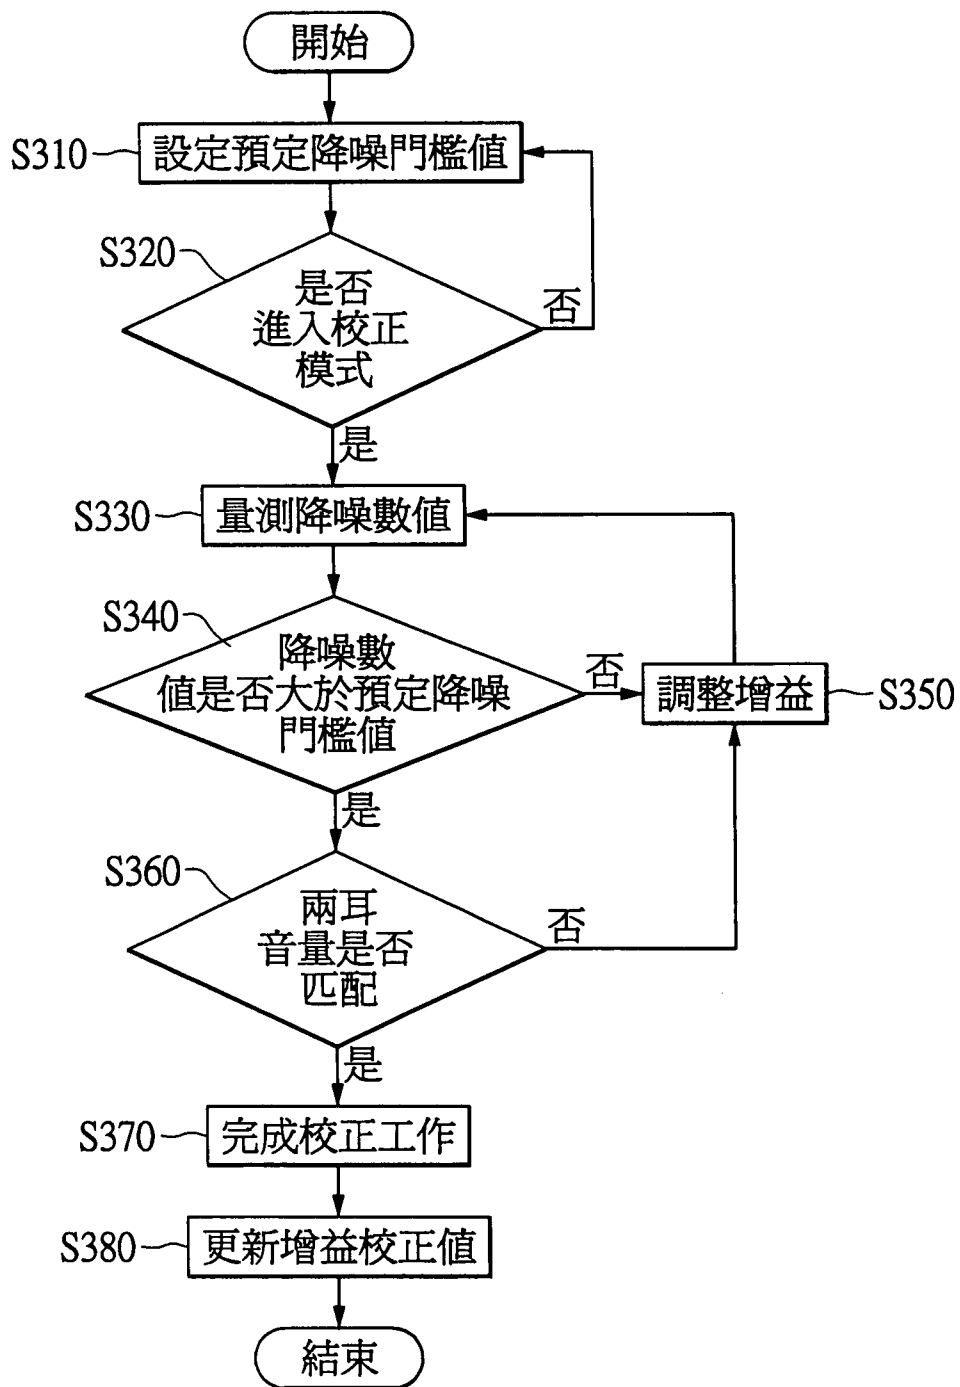 開始
S310
設定預定降噪門檻值
S320
是否
進入校正
模式
否
是
S330
量測降噪數值
S340
降噪數
值是否大於預定降噪
門檻值
否
調整增益
S350
是
S360
兩耳
音量是否
匹配
否
是
S370
完成校正工作
S380
更新增益校正值
結束